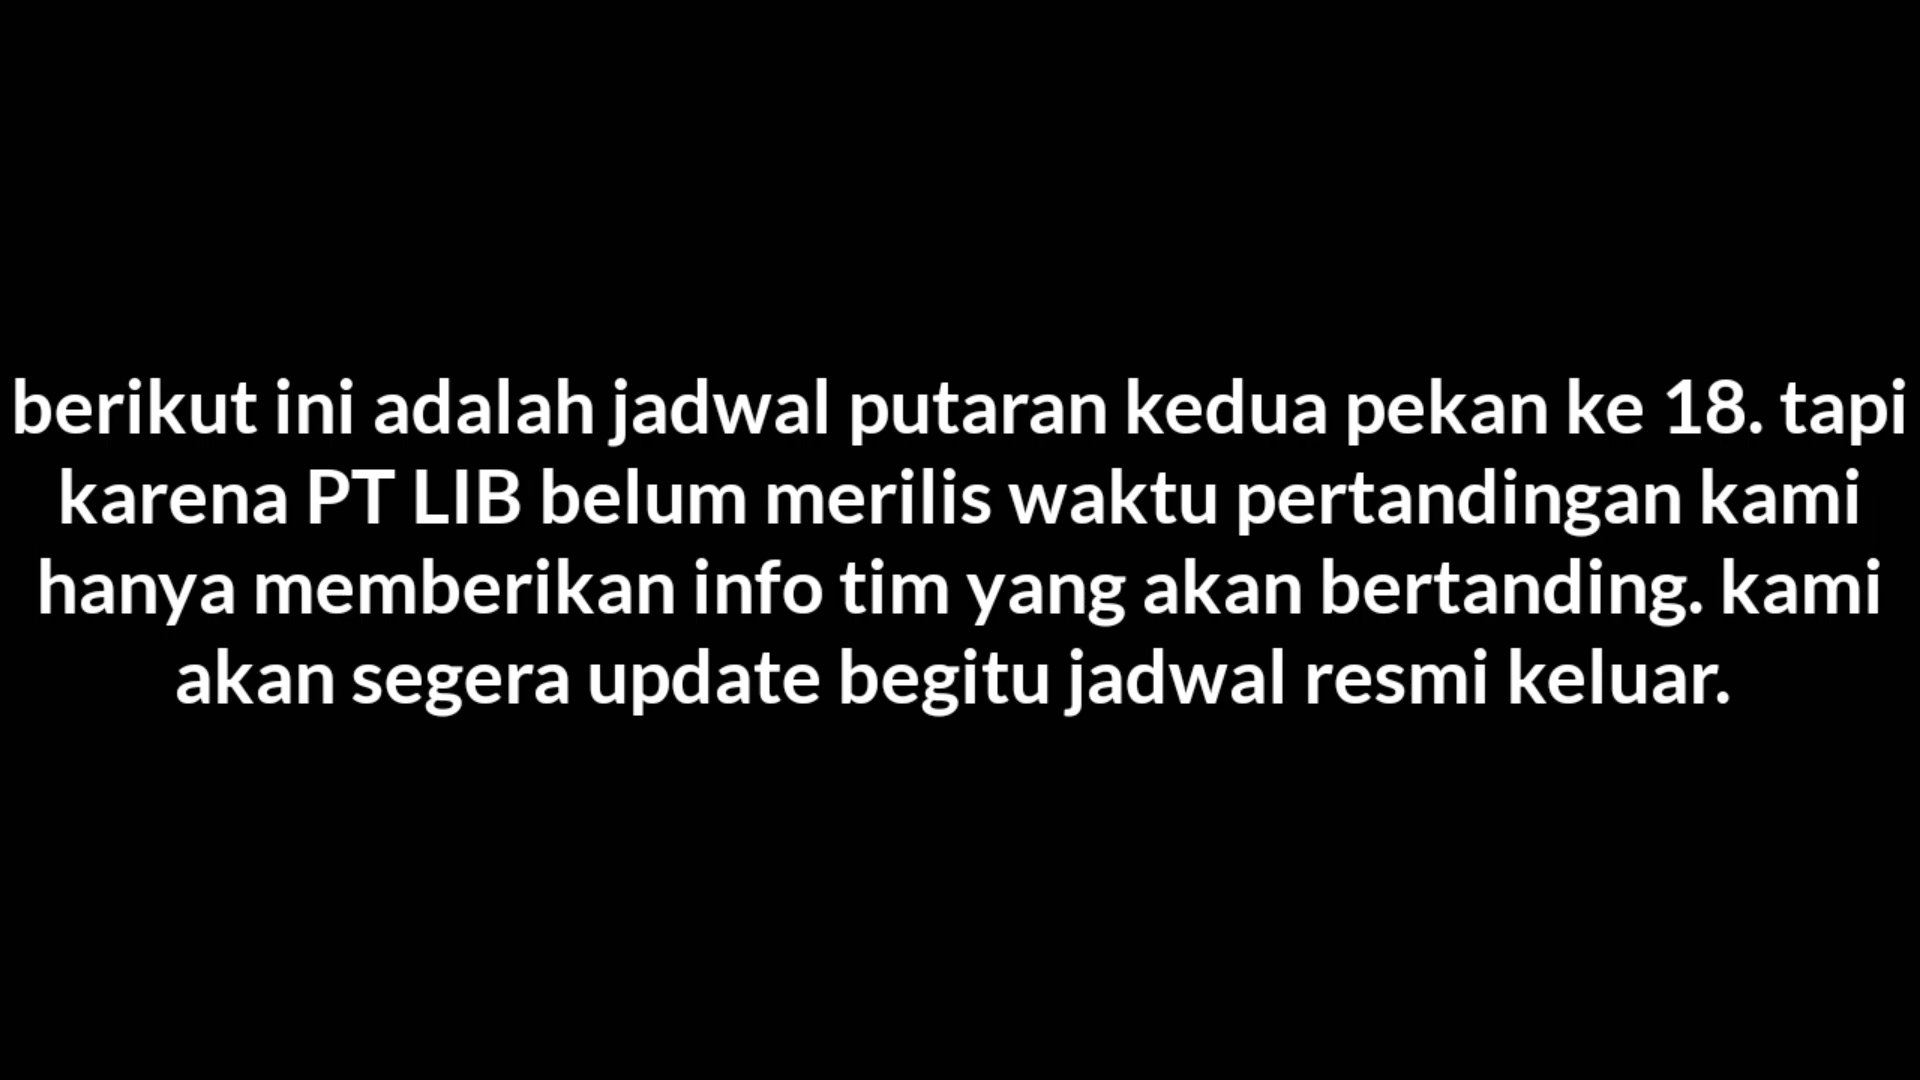 berikut ini adalah jadwal putaran kedua pekan ke 18. tapi
karena PT LIB belum merilis waktu pertandingan kami
hanya memberikan info tim yang akan bertanding. kami
akan segera update begitu jadwal resmi keluar.